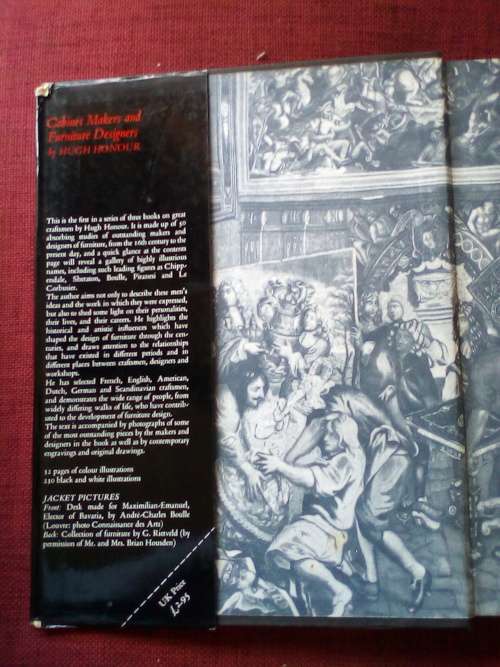 Cabinet Makers and
Furniture Designers
by HUGH HONOUR
This is the first in a series of three books on great
craftsmen by Hugh Honour. It is made up of 50
absorbing studies of outstanding makers and
designers of furniture, from the 16th century to the
present day, and a quick glance at the contents
page will reveal a gallery of highly illustrious
names, including such leading figures as Chipp-
endale, Sheraton, Boulle, Piranesi and Le
Corbusier.
The author aims not only to describe these men's
ideas and the work in which they were expressed,
but also to shed some light on their personalities,
their lives, and their careers. He highlights the
historical and artistic influences which have
shaped the design of furniture through the cen-
turies, and draws attention to the relationships
that have existed in different periods and in
different places between craftsmen, designers and
workshops.
He has selected French, English, American,
Dutch, German and Scandinavian craftsmen,
and demonstrates the wide range of people, from
widely differing walks of life, who have contrib-
uted to the development of furniture design.
The text is accompanied by photographs of some
of the most outstanding pieces by the makers and
designers in the book as well as by contemporary
engravings and original drawings.
32 pages of colour illustrations
210 black and white illustrations
JACKET PICTURES
Front: Desk made for Maximilian-Emanuel,
Elector of Bavaria, by André-Charles Boulle
(Louvre: photo Connaissance des Arts)
Back: Collection of furniture by G. Rietveld (by
permission of Mr. and Mrs. Brian Housden)
UK Price
£2.95